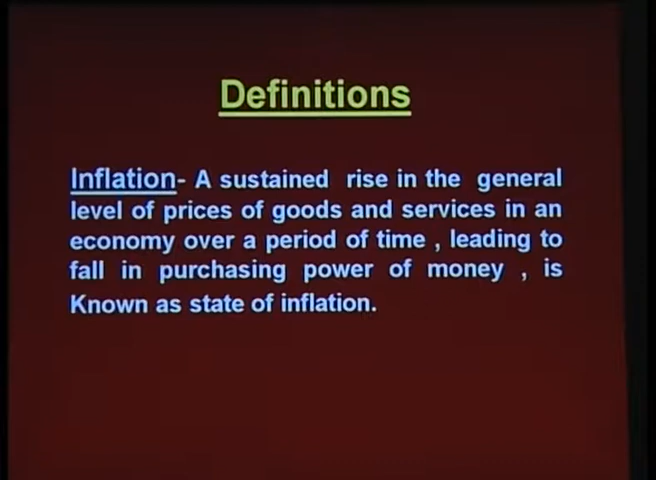 Definitions
Inflation- A sustained rise in the general
level of prices of goods and services in an
economy over a period of time , leading to
fall in purchasing power of money , is
Known as state of inflation.